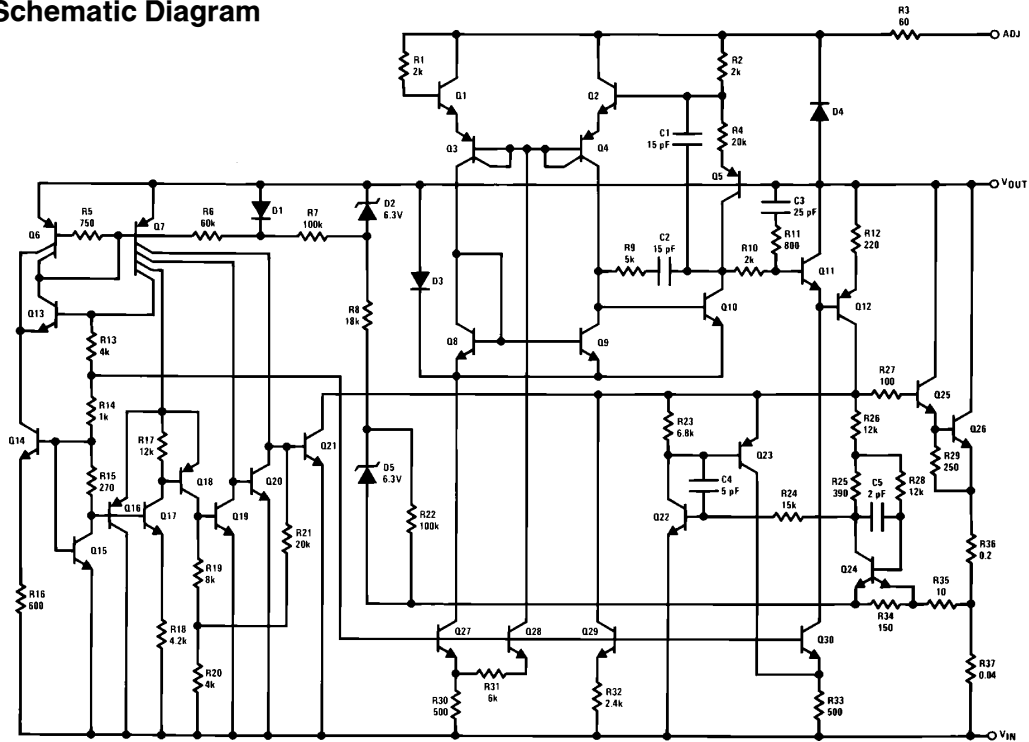 Schematic Diagram
R3
60
ADJ
R1
2k
Q1
Q2
R2
2k
D4
C1
15 pF
R4
20k
Q3
Q4
Q5
VOUT
R5
750
Q6
Q7
R6
60k
D1
R7
100k
D2
6.3V
C3
25 pF
R11
800
R12
220
D3
R9
5k
C2
15 pF
R10
2k
Q11
Q12
Q13
R8
18k
Q10
R13
4k
Q8
Q9
R27
100
Q25
R14
1k
R23
6.8k
R26
12k
Q26
Q14
R17
12k
Q21
Q23
R29
250
R15
270
Q18
Q20
D5
6.3V
C4
5 pF
R24
15k
R25
390
C5
2 pF
R28
12k
Q16
Q17
Q19
R22
100k
Q22
R21
20k
Q15
R36
0.2
Q24
R16
600
R19
8k
R35
10
R34
150
R18
4.2k
Q27
Q28
Q29
Q30
R20
4k
R37
0.04
R31
6k
R30
500
R32
2.4k
R33
500
VIN